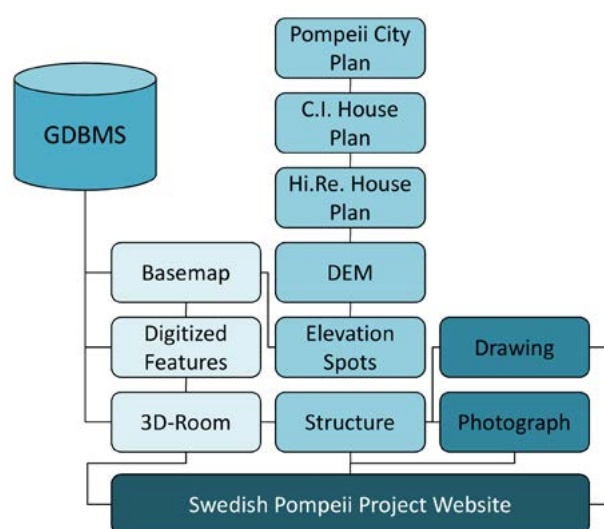 Pompeii City
Plan
GDBMS
C.I. House
Plan
Hi.Re. House
Plan
Basemap
DEM
Digitized
Features
Elevation
Spots
Drawing
3D-Room
Structure
Photograph
Swedish Pompeii Project Website